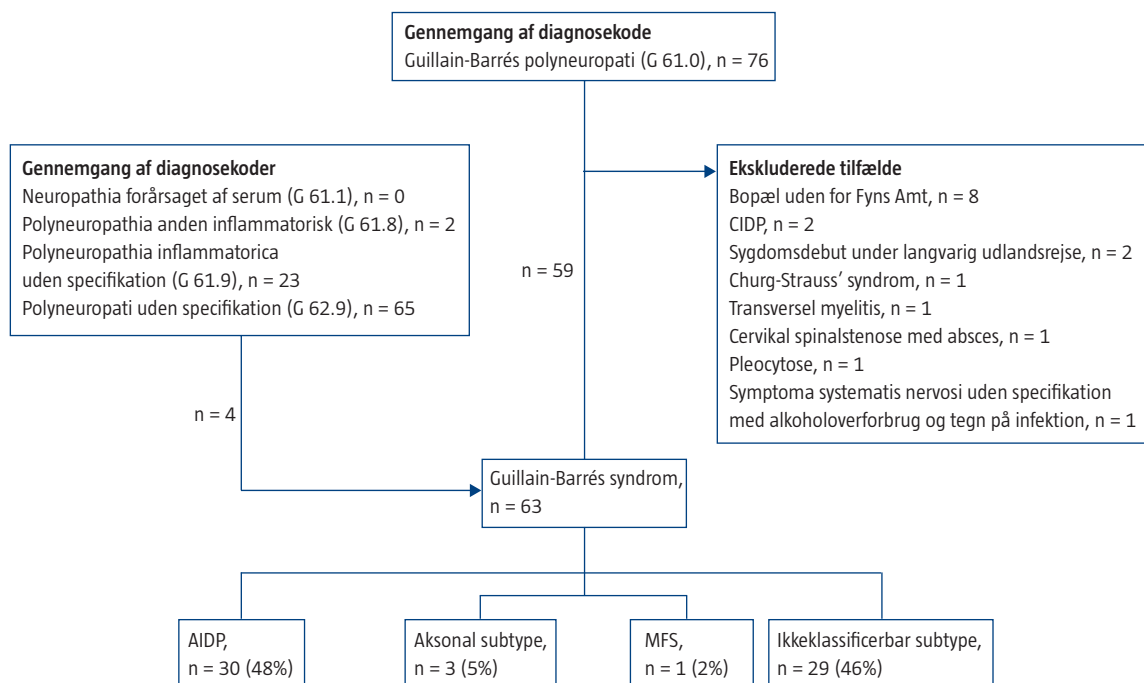 Gennemgang af diagnosekode
Guillain-Barrés polyneuropati (G 61.0), n = 76
Gennemgang af diagnosekoder
Neuropathia forårsaget af serum (G 61.1), n = 0
Polyneuropathia anden inflammatorisk (G 61.8), n = 2
Polyneuropathia inflammatorica
uden specifikation (G 61.9), n = 23
Polyneuropati uden specifikation (G 62.9), n = 65
Ekskluderede tilfælde
Bopæl uden for Fyns Amt, n = 8
CIDP, n = 2
Sygdomsdebut under langvarig udlandsrejse, n = 2
Churg-Strauss’ syndrom, n = 1
Transversel myelitis, n = 1
Cervikal spinalstenose med absces, n = 1
Pleocytose, n = 1
Symptoma systematis nervosi uden specifikation
med alkoholoverforbrug og tegn på infektion, n = 1
n = 59
n = 4
Guillain-Barrés syndrom,
n = 63
AIDP,
n = 30 (48%)
Aksonal subtype,
n = 3 (5%)
MFS,
n = 1 (2%)
Ikkeklassificerbar subtype,
n = 29 (46%)